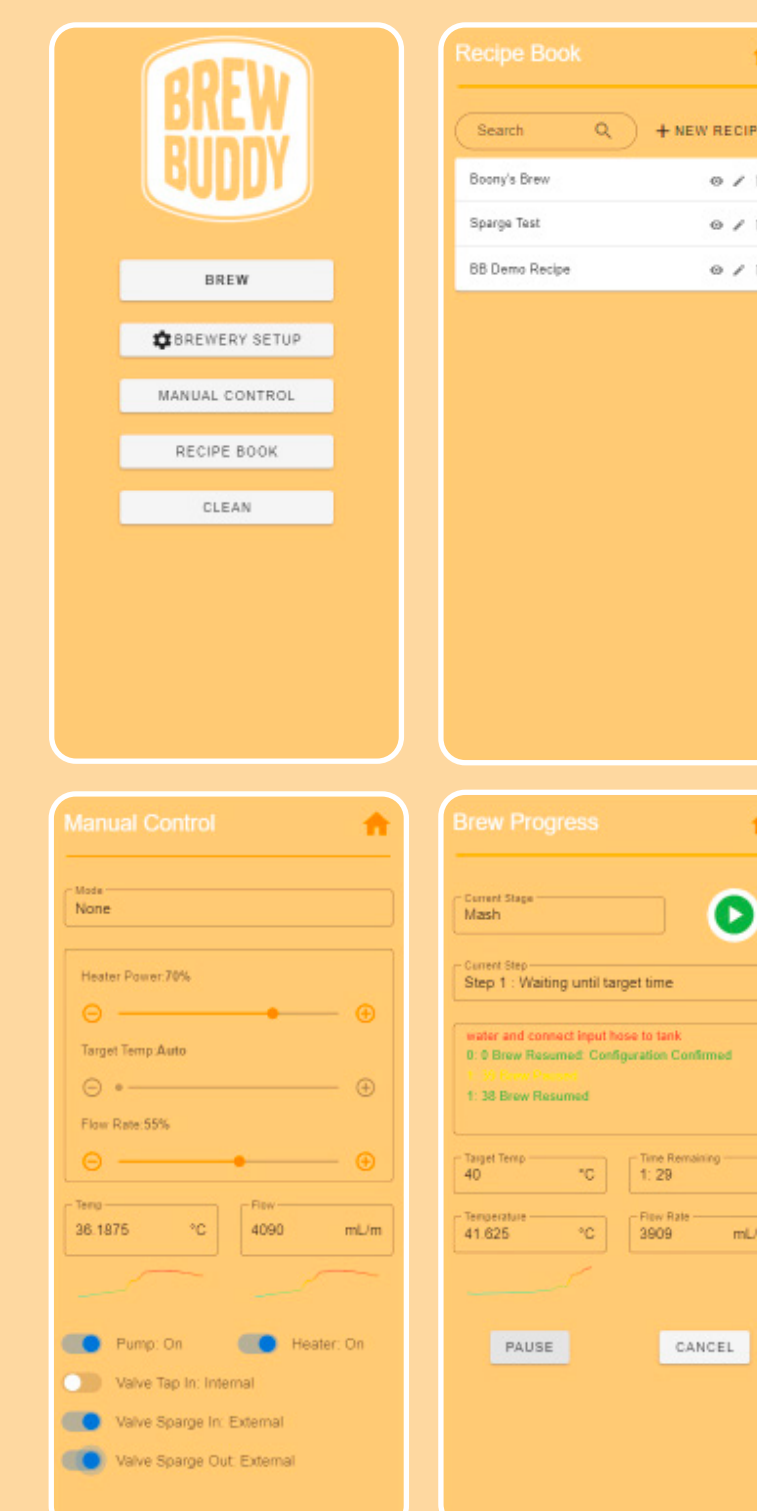 BREW
BUDDY
BREW
BREWERY SETUP
MANUAL CONTROL
RECIPE BOOK
CLEAN
Recipe Book
Search
+ NEW RECIP
Boony's Brew
Sparge Test
BB Demo Recipe
Manual Control
Mode
None
Heater Power:70%
Target Temp:Auto
Flow Rate:55%
Temp
36.1875 °C
Flow
4090 mL/m
Pump: On
Heater: On
Valve Tap In: Internal
Valve Sparge In: External
Valve Sparge Out: External
Brew Progress
Current Stage
Mash
Current Step
Step 1 : Waiting until target time
water and connect input hose to tank
0: 0 Brew Resumed: Configuration Confirmed
Brew Paused
1: 38 Brew Resumed
Target Temp
40 °C
Time Remaining
1: 29
Temperature
41.625 °C
Flow Rate
3909 mL/
PAUSE
CANCEL